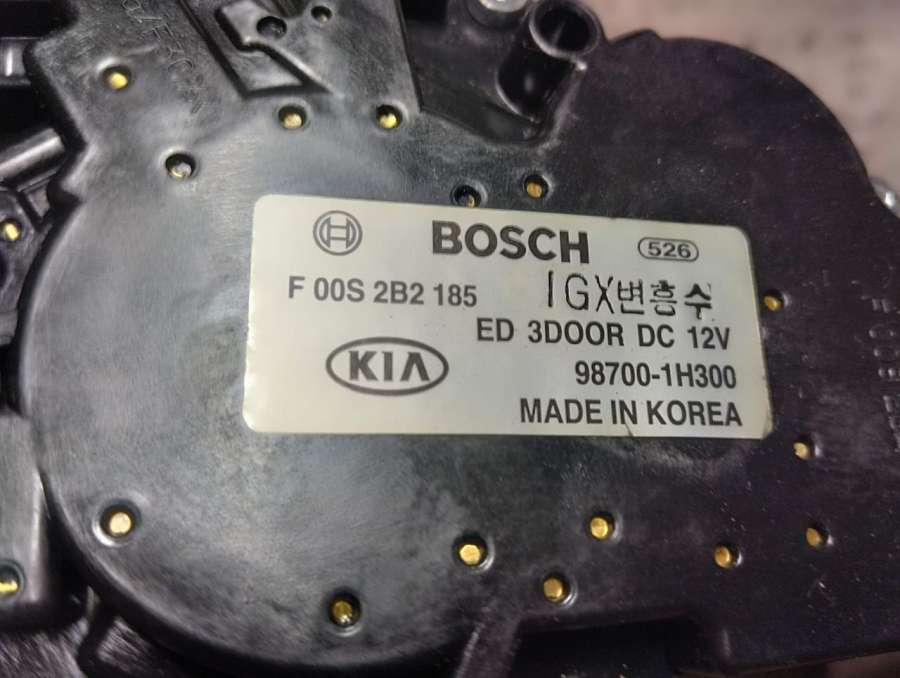 BOSCH 526
F 00S 2B2 185 1GX변흥수
ED 3DOOR DC 12V
KIA 98700-1H300
MADE IN KOREA